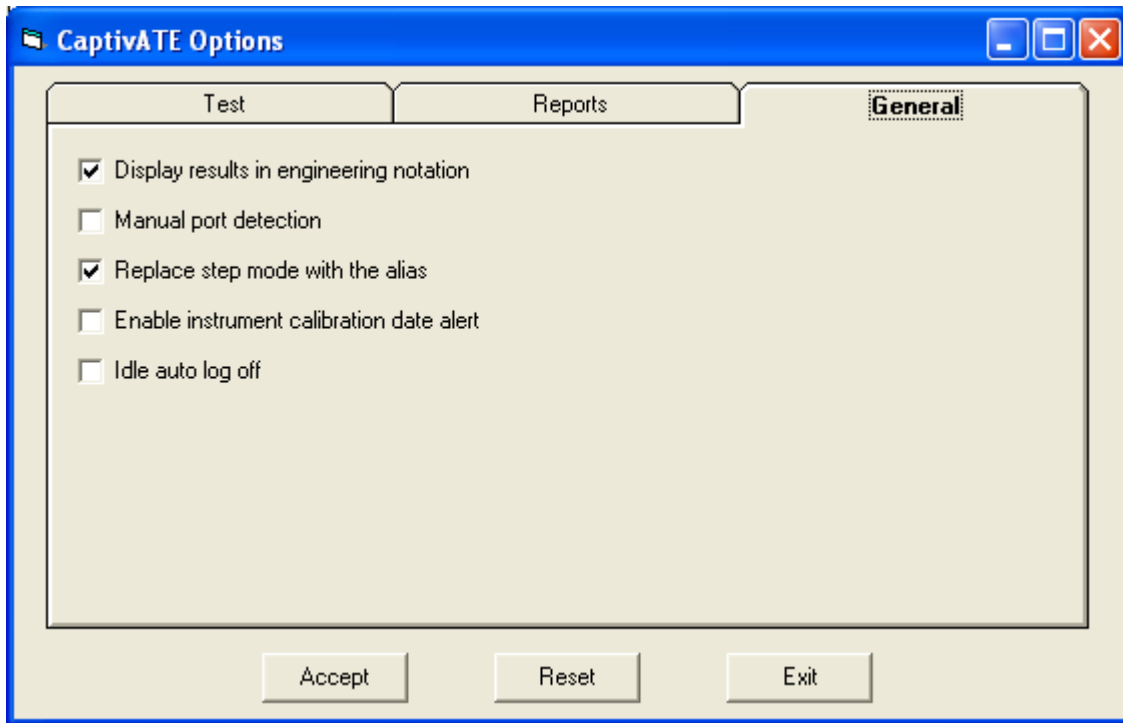 CaptivATE Options
Test Reports General
Display results in engineering notation
Manual port detection
Replace step mode with the alias
Enable instrument calibration date alert
Idle auto log off
Accept Reset Exit